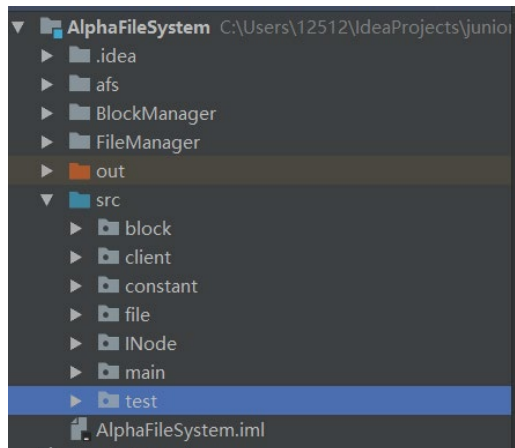 AlphaFileSystem C:\Users\12512\IdeaProjects\junior
.idea
afs
BlockManager
FileManager
out
src
block
client
constant
file
INode
main
test
AlphaFileSystem.iml